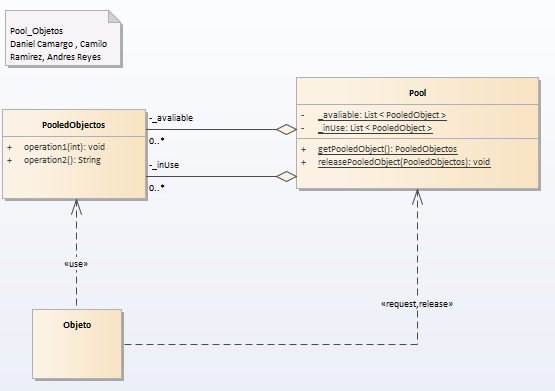 Pool_Objetos
Daniel Camargo , Camilo
Ramirez, Andres Reyes
Pool
- _avaliable: List < PooledObject >
- _inUse: List < PooledObject >
+ getPooledObject(): PooledObjectos
+ releasePooledObject(PooledObjectos): void
PooledObjectos
+ operation1(int): void
+ operation2(): String
-_avaliable
0..*
-_inUse
0..*
«use»
«request,release»
Objeto